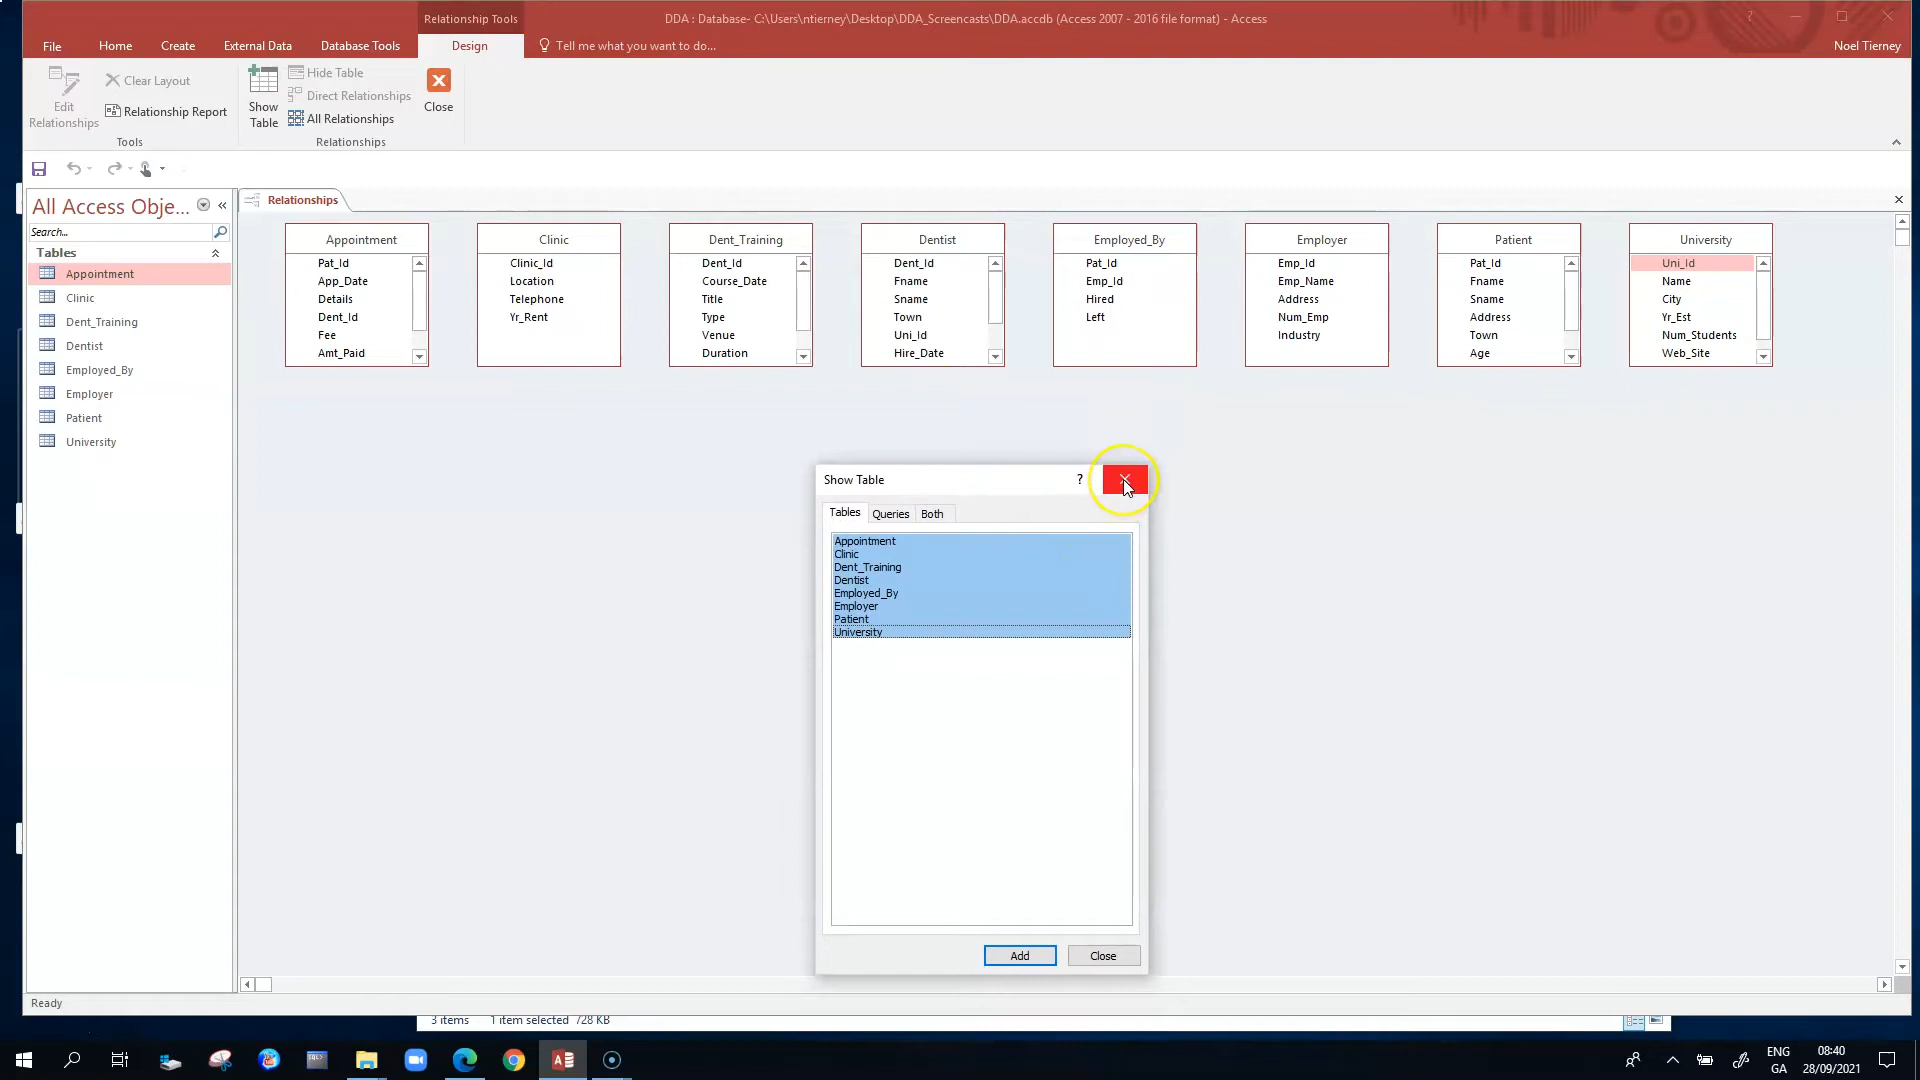 Relationship Tools
DDA : Database- C:\Users\ntierney\Desktop\DDA_Screencasts\DDA.accdb (Access 2007 - 2016 file format) - Access
File Home Create External Data Database Tools Design Tell me what you want to do...
Noel Tierney
Edit Relationships
Clear Layout
Relationship Report
Tools
Show Table
Hide Table
Direct Relationships
All Relationships
Relationships
Close
All Access Obje...
Search...
Tables
Appointment
Clinic
Dent_Training
Dentist
Employed_By
Employer
Patient
University
Relationships
Appointment
Pat_Id
App_Date
Details
Dent_Id
Fee
Amt_Paid
Clinic
Clinic_Id
Location
Telephone
Yr_Rent
Dent_Training
Dent_Id
Course_Date
Title
Type
Venue
Duration
Dentist
Dent_Id
Fname
Sname
Town
Uni_Id
Hire_Date
Employed_By
Pat_Id
Emp_Id
Hired
Left
Employer
Emp_Id
Emp_Name
Address
Num_Emp
Industry
Patient
Pat_Id
Fname
Sname
Address
Town
Age
University
Uni_Id
Name
City
Yr_Est
Num_Students
Web_Site
Show Table ?
Tables Queries Both
Appointment
Clinic
Dent_Training
Dentist
Employed_By
Employer
Patient
University
Add Close
Ready
3 items 1 item selected 728 KB
ENG
GA
08:40
28/09/2021